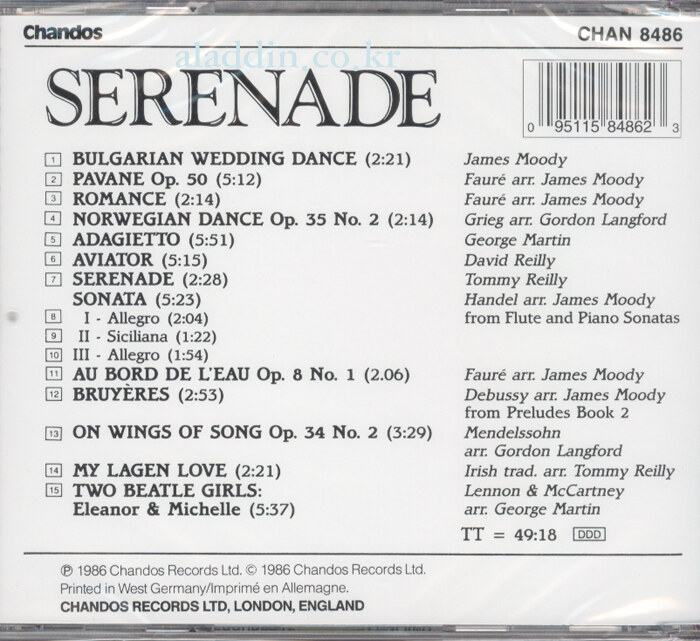 Chandos CHAN 8486
aladdin.co.kr
SERENADE
0 95115 84862 3
1 BULGARIAN WEDDING DANCE (2:21) James Moody
2 PAVANE Op. 50 (5:12) Fauré arr. James Moody
3 ROMANCE (2:14) Fauré arr. James Moody
4 NORWEGIAN DANCE Op. 35 No. 2 (2:14) Grieg arr. Gordon Langford
5 ADAGIETTO (5:51) George Martin
6 AVIATOR (5:15) David Reilly
7 SERENADE (2:28) Tommy Reilly
SONATA (5:23) Handel arr. James Moody
8 I - Allegro (2:04) from Flute and Piano Sonatas
9 II - Siciliana (1:22)
10 III - Allegro (1:54)
11 AU BORD DE L'EAU Op. 8 No. 1 (2.06) Fauré arr. James Moody
12 BRUYÈRES (2:53) Debussy arr. James Moody
from Preludes Book 2
13 ON WINGS OF SONG Op. 34 No. 2 (3:29) Mendelssohn
arr. Gordon Langford
14 MY LAGEN LOVE (2:21) Irish trad. arr. Tommy Reilly
15 TWO BEATLE GIRLS: Lennon & McCartney
Eleanor & Michelle (5:37) arr. George Martin
TT = 49:18 DDD
℗ 1986 Chandos Records Ltd. © 1986 Chandos Records Ltd.
Printed in West Germany/Imprimé en Allemagne.
CHANDOS RECORDS LTD, LONDON, ENGLAND